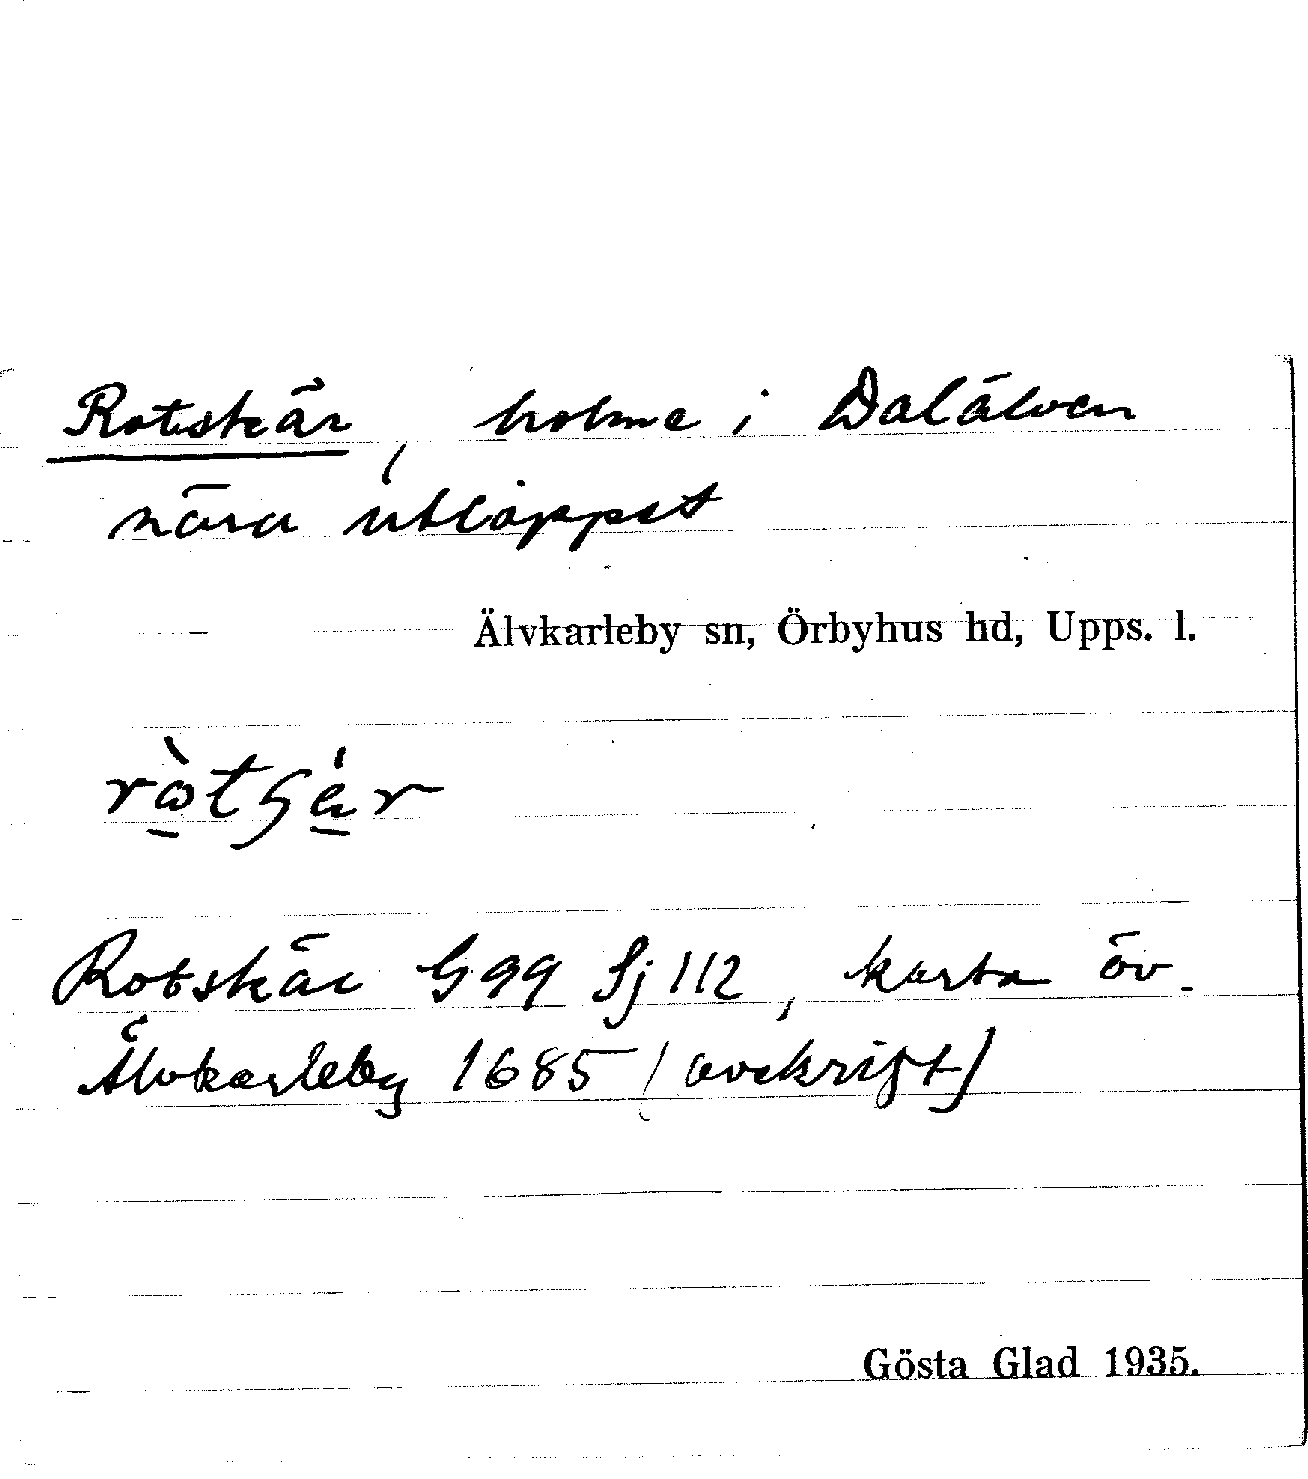 Rotskär, holme i Dalälven
nära utloppet
Älvkarleby sn, Örbyhus hd, Upps. l.
Rotskär G99 Sj 112, karta öv.
Älvkarleby 1685 (avskrift)
Gösta Glad 1935.